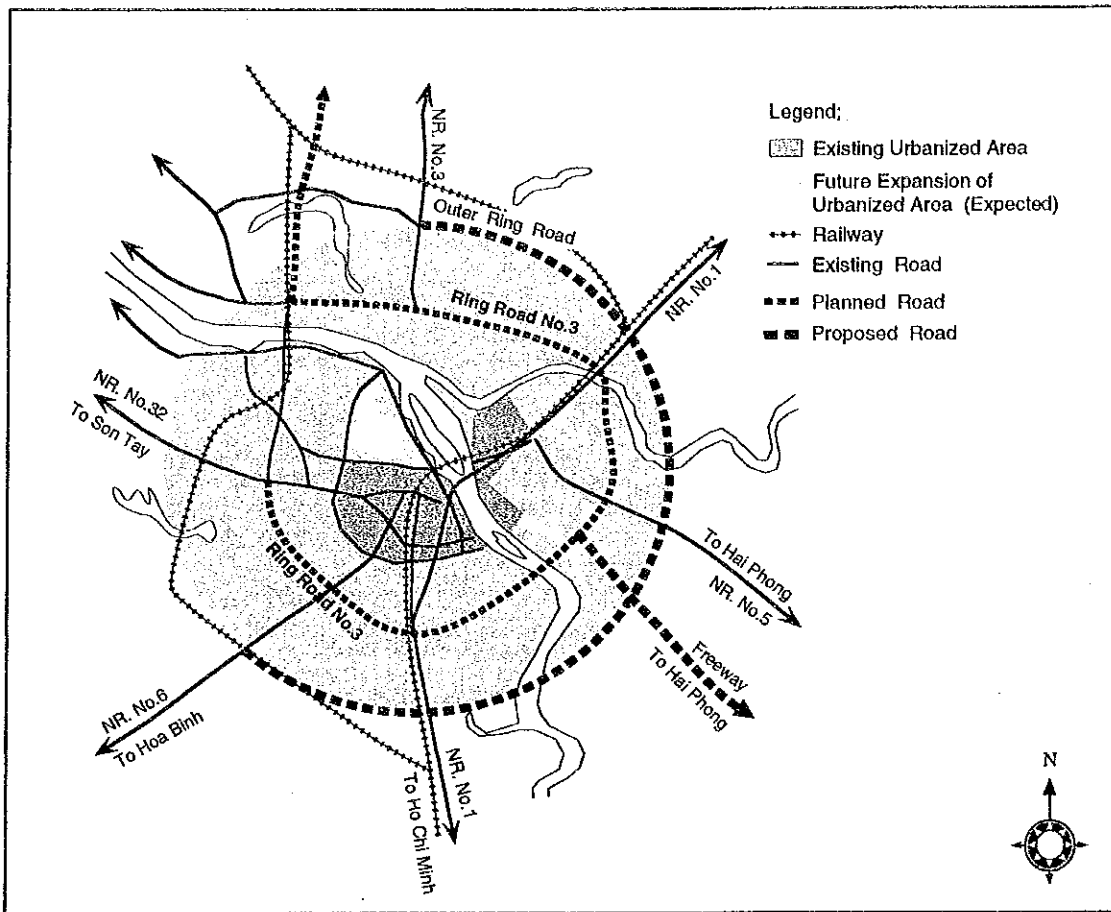 Legend;
Existing Urbanized Area
Future Expansion of
Urbanized Area (Expected)
Railway
Existing Road
Planned Road
Proposed Road
NR. No.3
Outer Ring Road
NR. No.1
Ring Road No.3
NR. No.32
To Son Tay
Ring Road No.3
To Hai Phong
NR. No.5
Freeway
To Hai Phong
NR. No.6
To Hoa Binh
NR. No.1
To Ho Chi Minh
N